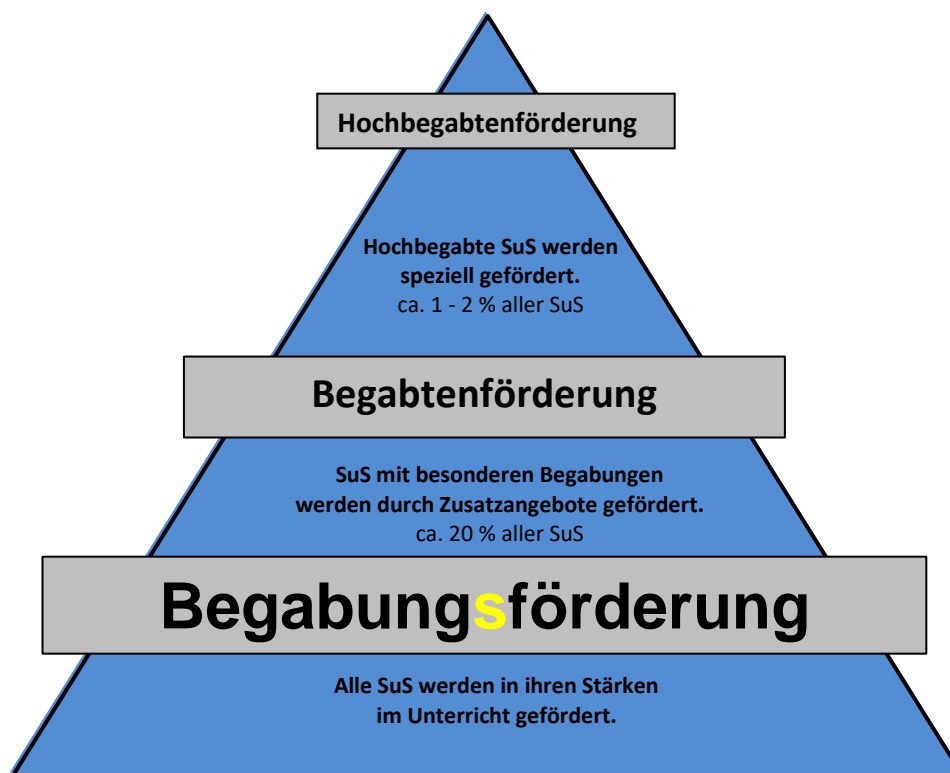 Hochbegabtenförderung
Hochbegabte SuS werden
speziell gefördert.
ca. 1 - 2 % aller SuS
Begabtenförderung
SuS mit besonderen Begabungen
werden durch Zusatzangebote gefördert.
ca. 20 % aller SuS
Begabungsförderung
Alle SuS werden in ihren Stärken
im Unterricht gefördert.